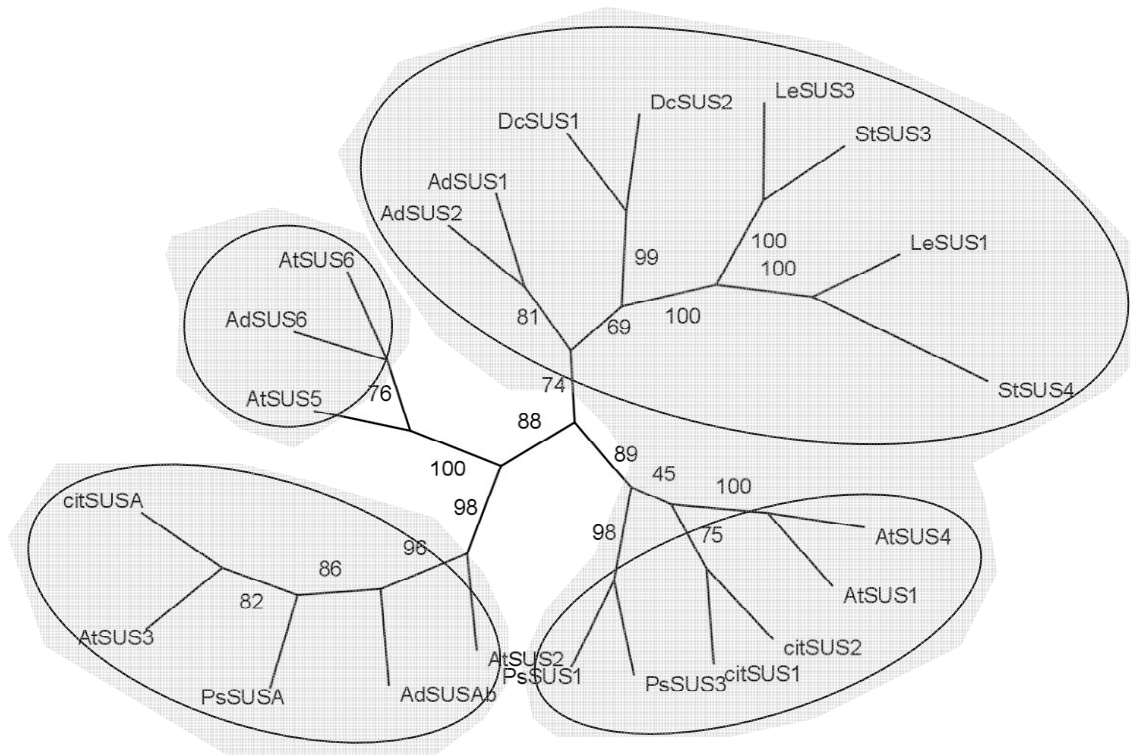 LeSUS3
DcSUS2
DcSUS1
StSUS3
AdSUS1
AdSUS2
100
LeSUS1
AtSUS6
99
100
AdSUS6
81
69
100
74
StSUS4
76
AtSUS5
88
89
100
45
100
citSUSA
98
98
75
AtSUS4
96
86
82
AtSUS1
AtSUS3
citSUS2
AtSUS2
PsSUS1
citSUS1
PsSUS3
PsSUSA
AdSUSAb